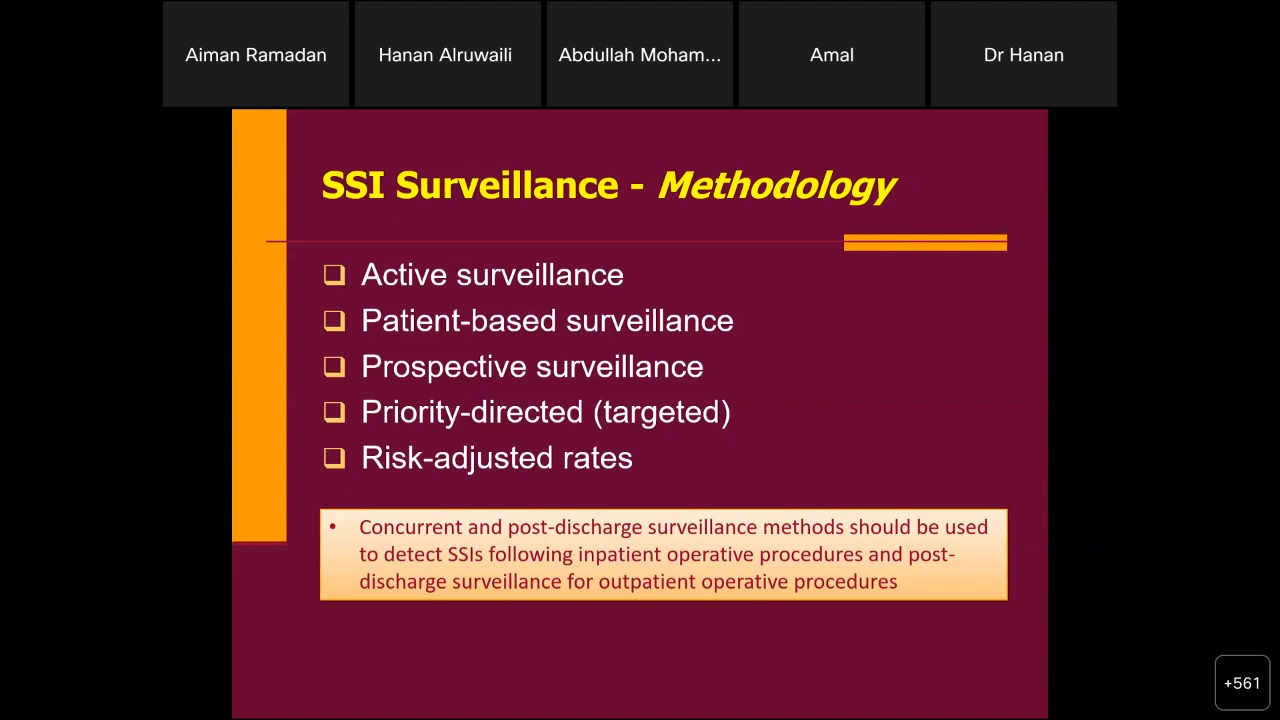 Aiman Ramadan
Hanan Alruwaili
Abdullah Moham...
Amal
Dr Hanan
SSI Surveillance - Methodology
❑ Active surveillance
❑ Patient-based surveillance
❑ Prospective surveillance
❑ Priority-directed (targeted)
❑ Risk-adjusted rates
• Concurrent and post-discharge surveillance methods should be used
to detect SSIs following inpatient operative procedures and post-
discharge surveillance for outpatient operative procedures
+561